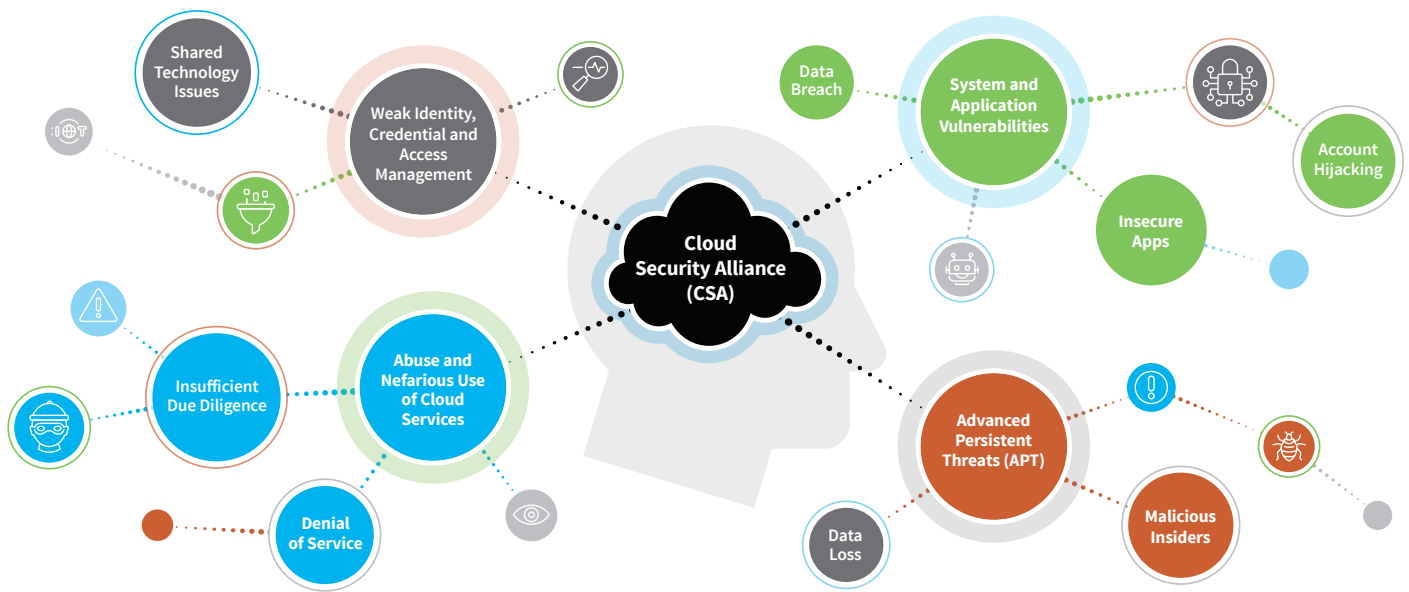 Shared
Technology
Issues
Weak Identity,
Credential and
Access
Management
IOT
Cloud
Security Alliance
(CSA)
Data
Breach
System and
Application
Vulnerabilities
Account
Hijacking
Insecure
Apps
Insufficient
Due Diligence
Abuse and
Nefarious Use
of Cloud
Services
Denial
of Service
Advanced
Persistent
Threats (APT)
Data
Loss
Malicious
Insiders